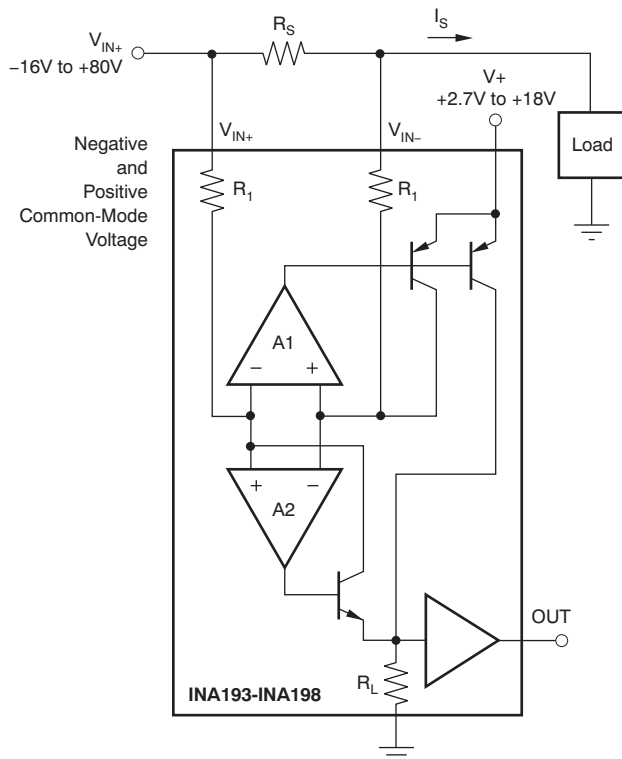 V_IN+
−16V to +80V
R_S
I_S
V+
+2.7V to +18V
Load
Negative
and
Positive
Common-Mode
Voltage
V_IN+
V_IN−
R_1
R_1
A1
− +
+ −
A2
OUT
R_L
INA193-INA198